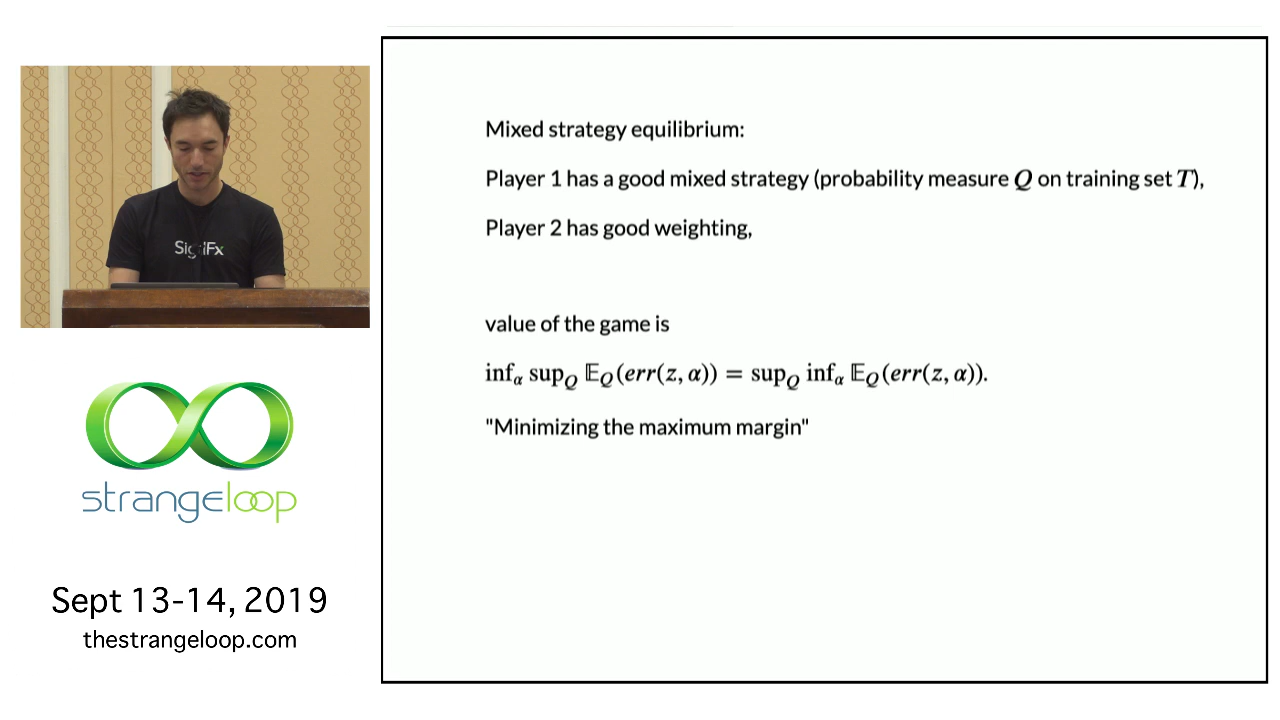 Mixed strategy equilibrium:
Player 1 has a good mixed strategy (probability measure Q on training set T),
Player 2 has good weighting,
value of the game is
inf_α sup_Q 𝔼_Q(err(z, α)) = sup_Q inf_α 𝔼_Q(err(z, α)).
"Minimizing the maximum margin"
strangeloop
Sept 13-14, 2019
thestrangeloop.com